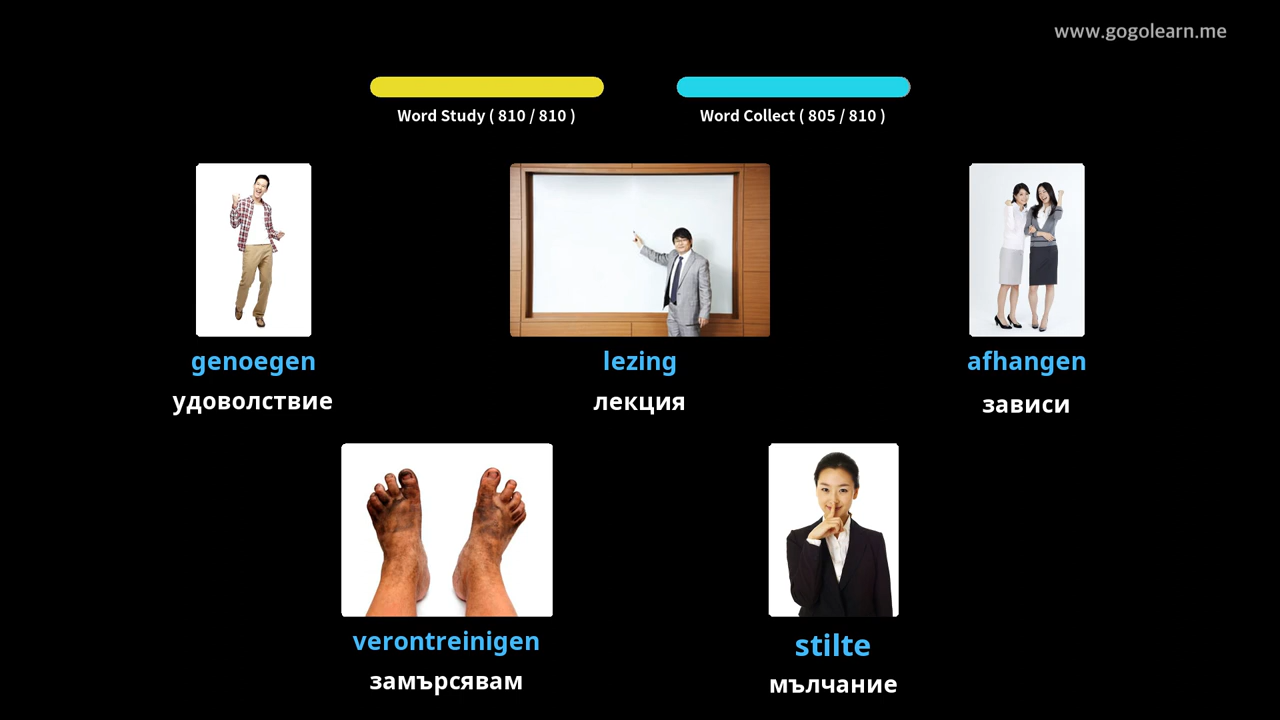 www.gogolearn.me
Word Study ( 810 / 810 )
Word Collect ( 805 / 810 )
genoegen
удоволствие
lezing
лекция
afhangen
зависи
verontreinigen
замърсявам
stilte
мълчание